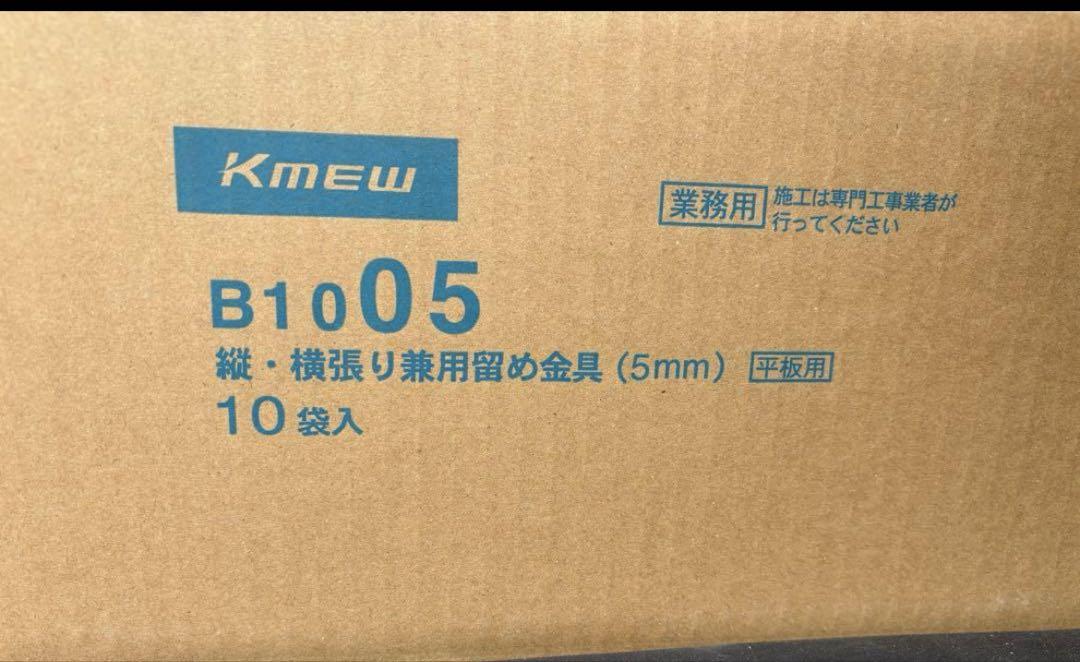 KMEW
業務用 施工は専門工事業者が
行ってください
B1005
縦・横張り兼用留め金具(5mm) 平板用
10袋入